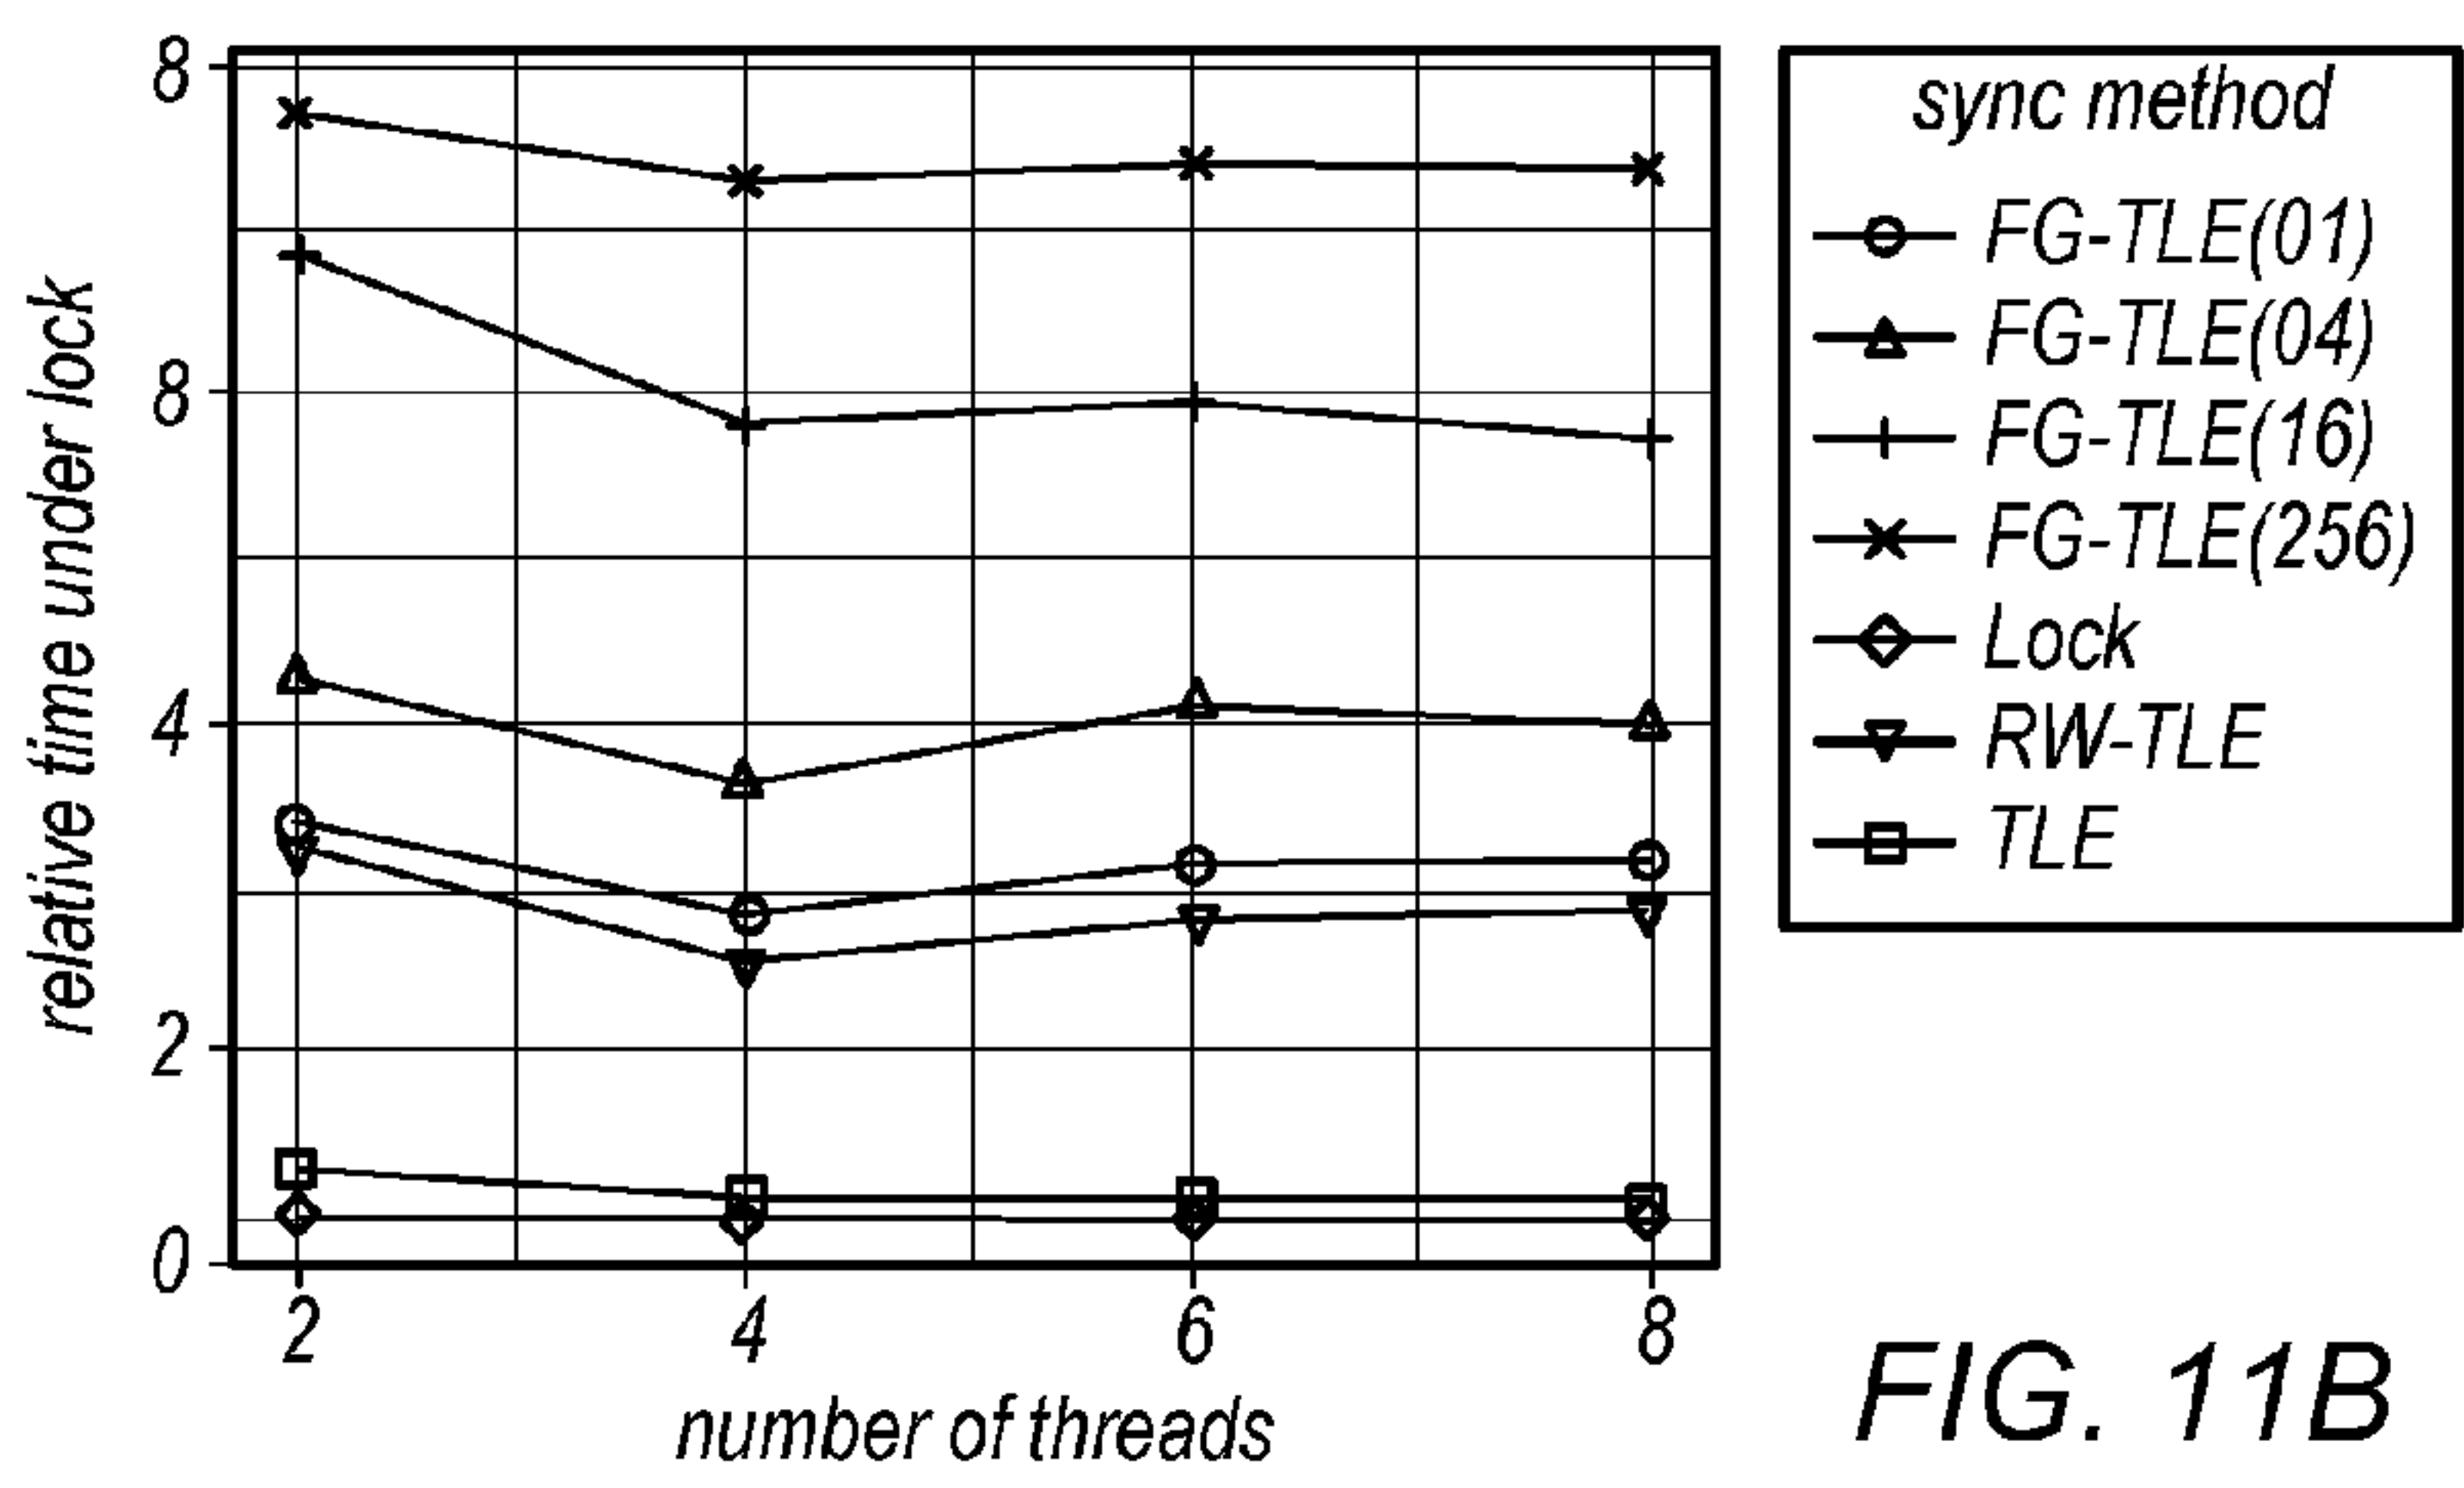 8
8
4
2
0
relative time under lock
2 4 6 8
number of threads
sync method
FG-TLE(01)
FG-TLE(04)
FG-TLE(16)
FG-TLE(256)
Lock
RW-TLE
TLE
FIG. 11B